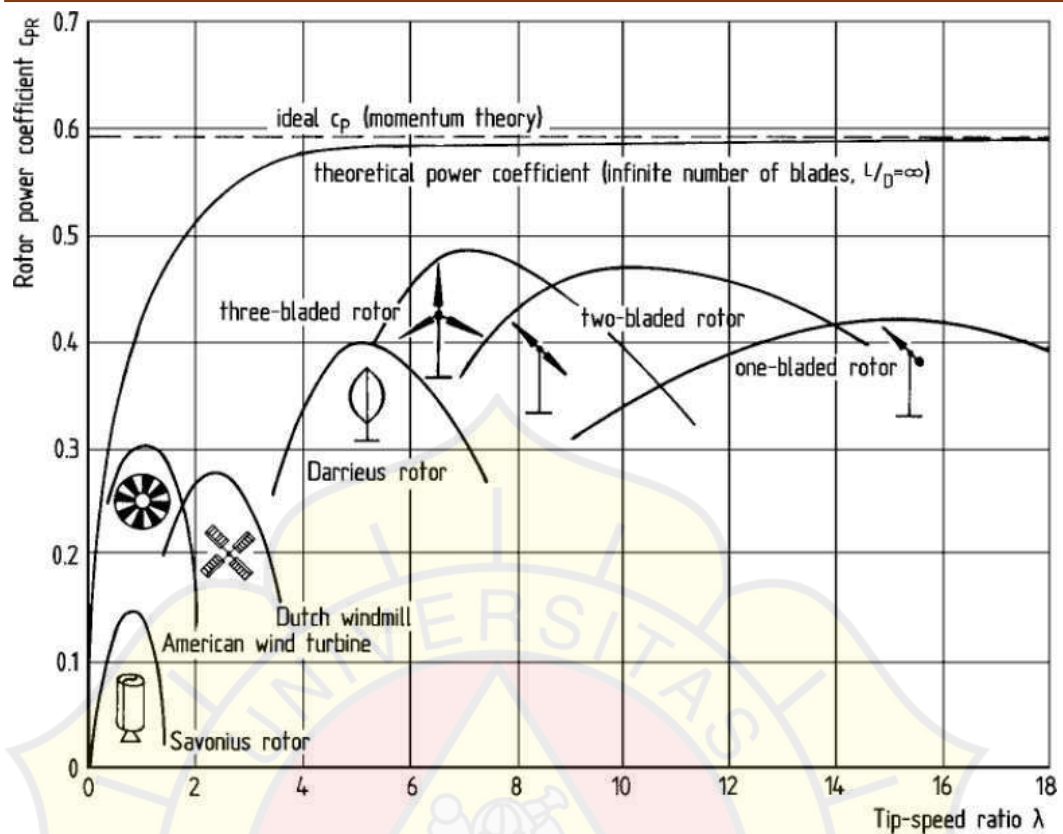 Rotor power coefficient cPR
0.7
0.6
0.5
0.4
0.3
0.2
0.1
0
ideal cP (momentum theory)
theoretical power coefficient (infinite number of blades, L/D=∞)
three-bladed rotor
two-bladed rotor
one-bladed rotor
Darrieus rotor
Dutch windmill
American wind turbine
Savonius rotor
UNIVERSITAS
0 2 4 6 8 10 12 14 16 18
Tip-speed ratio λ